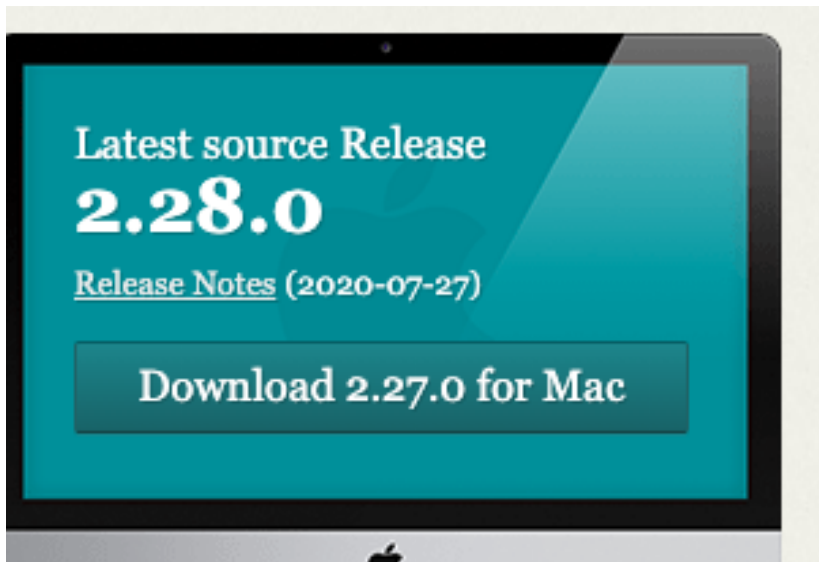 Latest source Release
2.28.0
Release Notes (2020-07-27)
Download 2.27.0 for Mac